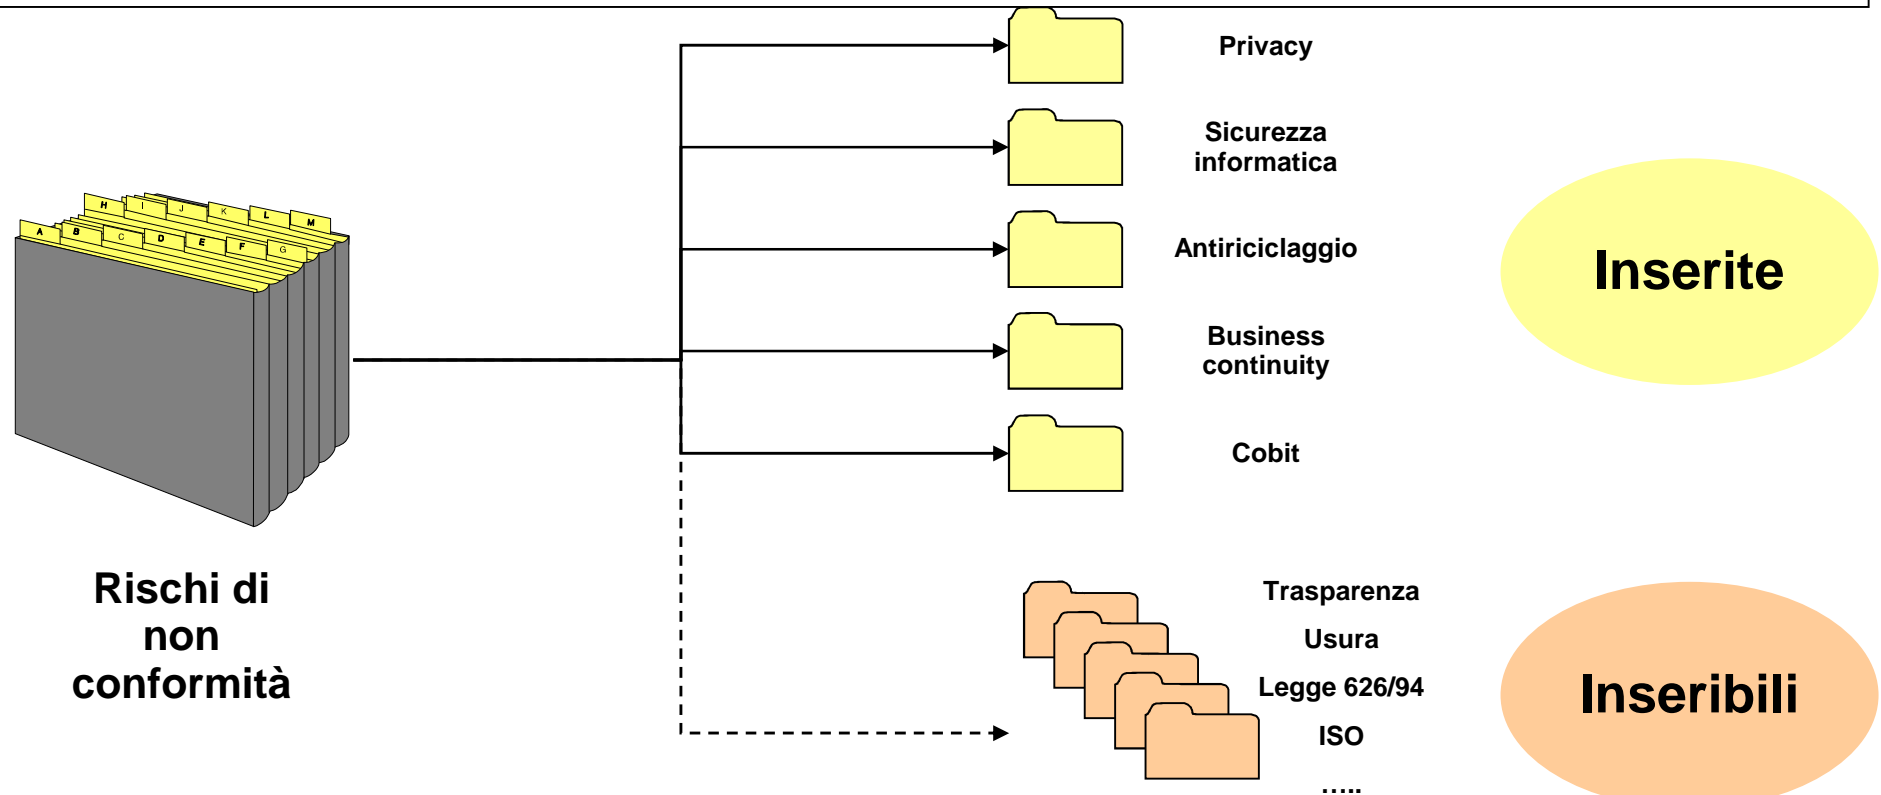 Privacy
Sicurezza
informatica
H I J K L M
A B C D E F G
Antiriciclaggio
Inserite
Business
continuity
Cobit
Rischi di
non
conformità
Trasparenza
Usura
Legge 626/94
ISO
…..
Inseribili